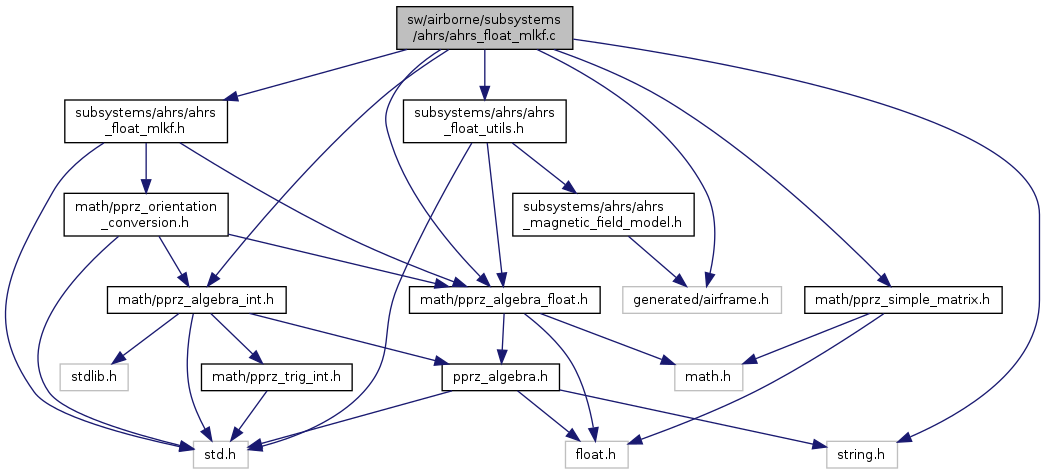 sw/airborne/subsystems
/ahrs/ahrs_float_mlkf.c
subsystems/ahrs/ahrs
_float_mlkf.h
subsystems/ahrs/ahrs
_float_utils.h
math/pprz_orientation
_conversion.h
subsystems/ahrs/ahrs
_magnetic_field_model.h
math/pprz_algebra_int.h
math/pprz_algebra_float.h
generated/airframe.h
math/pprz_simple_matrix.h
stdlib.h
math/pprz_trig_int.h
pprz_algebra.h
math.h
std.h
float.h
string.h